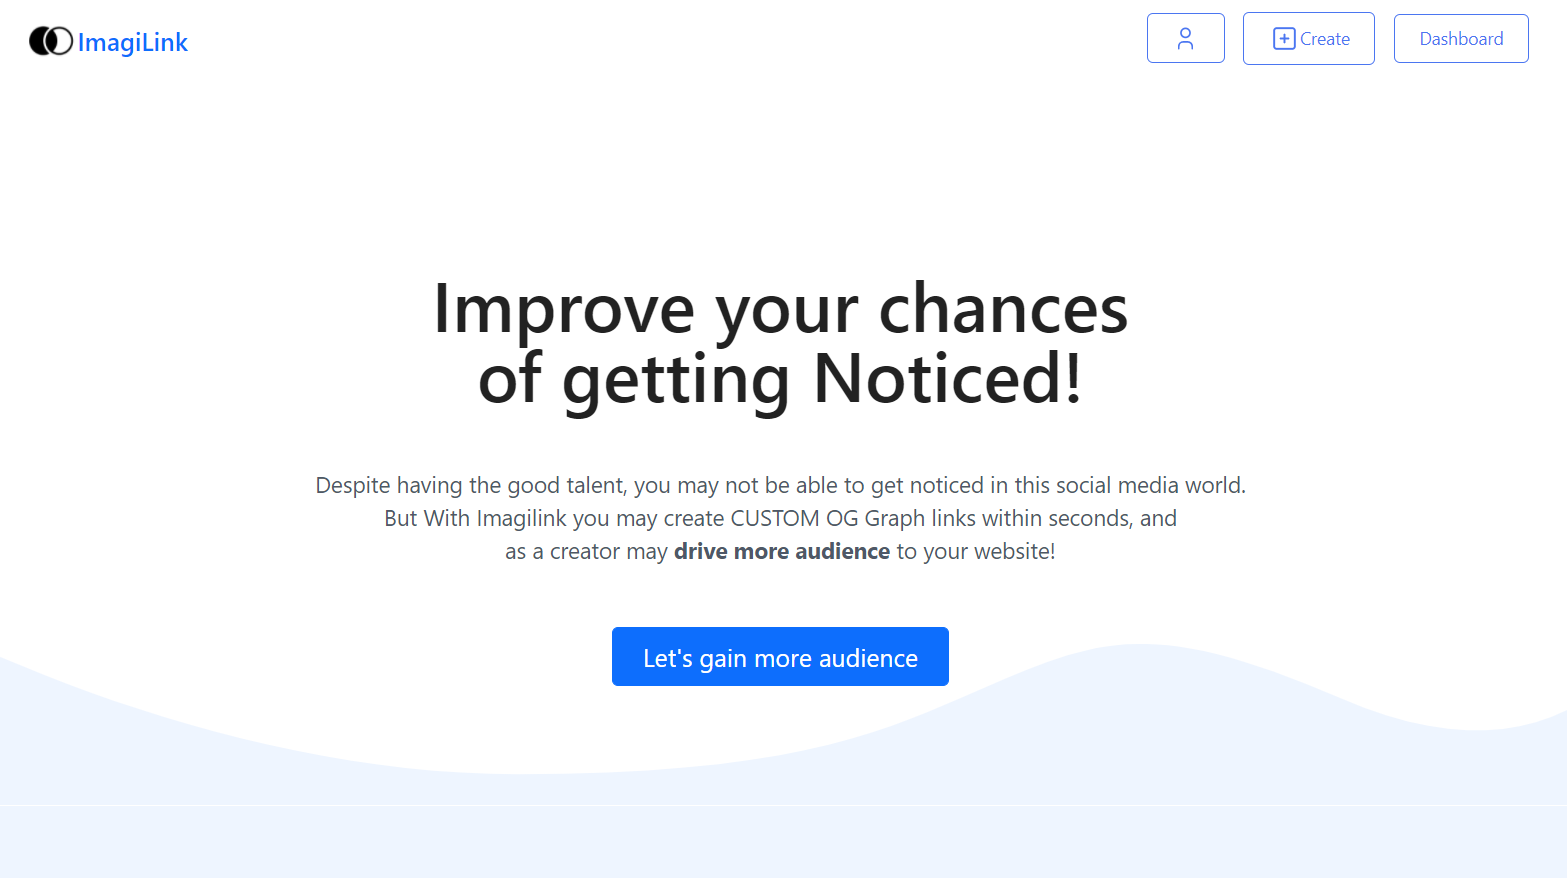 ImagiLink
Create
Dashboard
Improve your chances
of getting Noticed!
Despite having the good talent, you may not be able to get noticed in this social media world.
But With Imagilink you may create CUSTOM OG Graph links within seconds, and
as a creator may drive more audience to your website!
Let's gain more audience